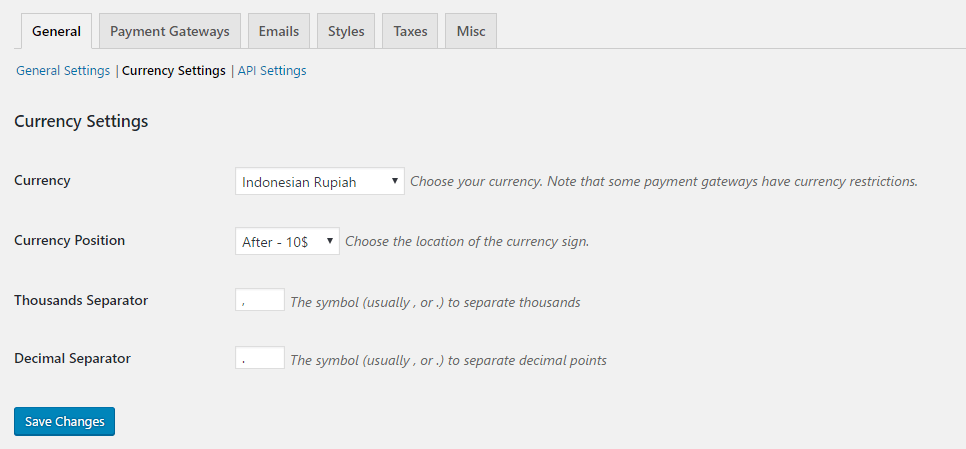 General Payment Gateways Emails Styles Taxes Misc
General Settings | Currency Settings | API Settings
Currency Settings
Currency Indonesian Rupiah Choose your currency. Note that some payment gateways have currency restrictions.
Currency Position After - 10$ Choose the location of the currency sign.
Thousands Separator , The symbol (usually , or .) to separate thousands
Decimal Separator . The symbol (usually , or .) to separate decimal points
Save Changes